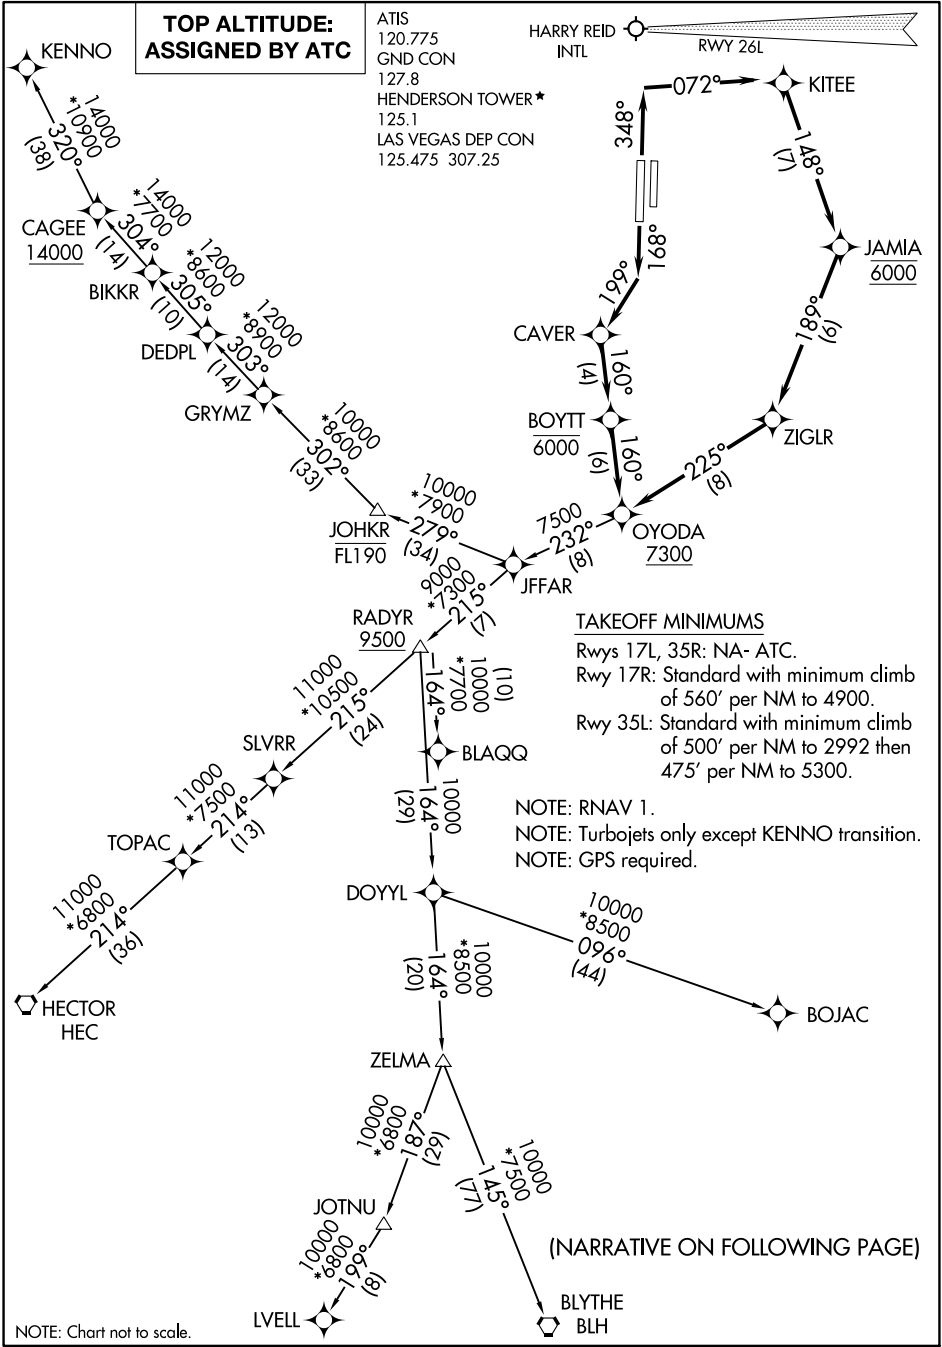 TOP ALTITUDE:
ASSIGNED BY ATC
ATIS
120.775
GND CON
127.8
HENDERSON TOWER★
125.1
LAS VEGAS DEP CON
125.475 307.25
HARRY REID
INTL
RWY 26L
KENNO
14000
*10900
320°
(38)
CAGEE
14000
14000
*7700
304°
(14)
BIKKR
12000
*8600
305°
(10)
DEDPL
12000
*8900
303°
(14)
GRYMZ
10000
*8600
302°
(33)
JOHKR
FL190
10000
*7900
279°
(34)
JFFAR
348°
072°
KITEE
148°
(7)
JAMIA
6000
189°
(6)
ZIGLR
225°
(8)
168°
199°
CAVER
160°
(4)
BOYTT
6000
160°
(6)
OYODA
7300
7500
232°
(8)
9000
*7300
215°
(7)
RADYR
9500
TAKEOFF MINIMUMS
Rwys 17L, 35R: NA- ATC.
Rwy 17R: Standard with minimum climb
of 560' per NM to 4900.
Rwy 35L: Standard with minimum climb
of 500' per NM to 2992 then
475' per NM to 5300.
11000
*10500
215°
(24)
(10)
10000
*7700
164°
BLAQQ
SLVRR
11000
*7500
214°
(13)
TOPAC
10000
164°
(29)
NOTE: RNAV 1.
NOTE: Turbojets only except KENNO transition.
NOTE: GPS required.
11000
*6800
214°
(36)
HECTOR
HEC
DOYYL
10000
*8500
096°
(44)
BOJAC
10000
*8500
164°
(20)
ZELMA
10000
*6800
187°
(29)
JOTNU
10000
*7500
145°
(77)
10000
*6800
199°
(8)
LVELL
BLYTHE
BLH
(NARRATIVE ON FOLLOWING PAGE)
NOTE: Chart not to scale.